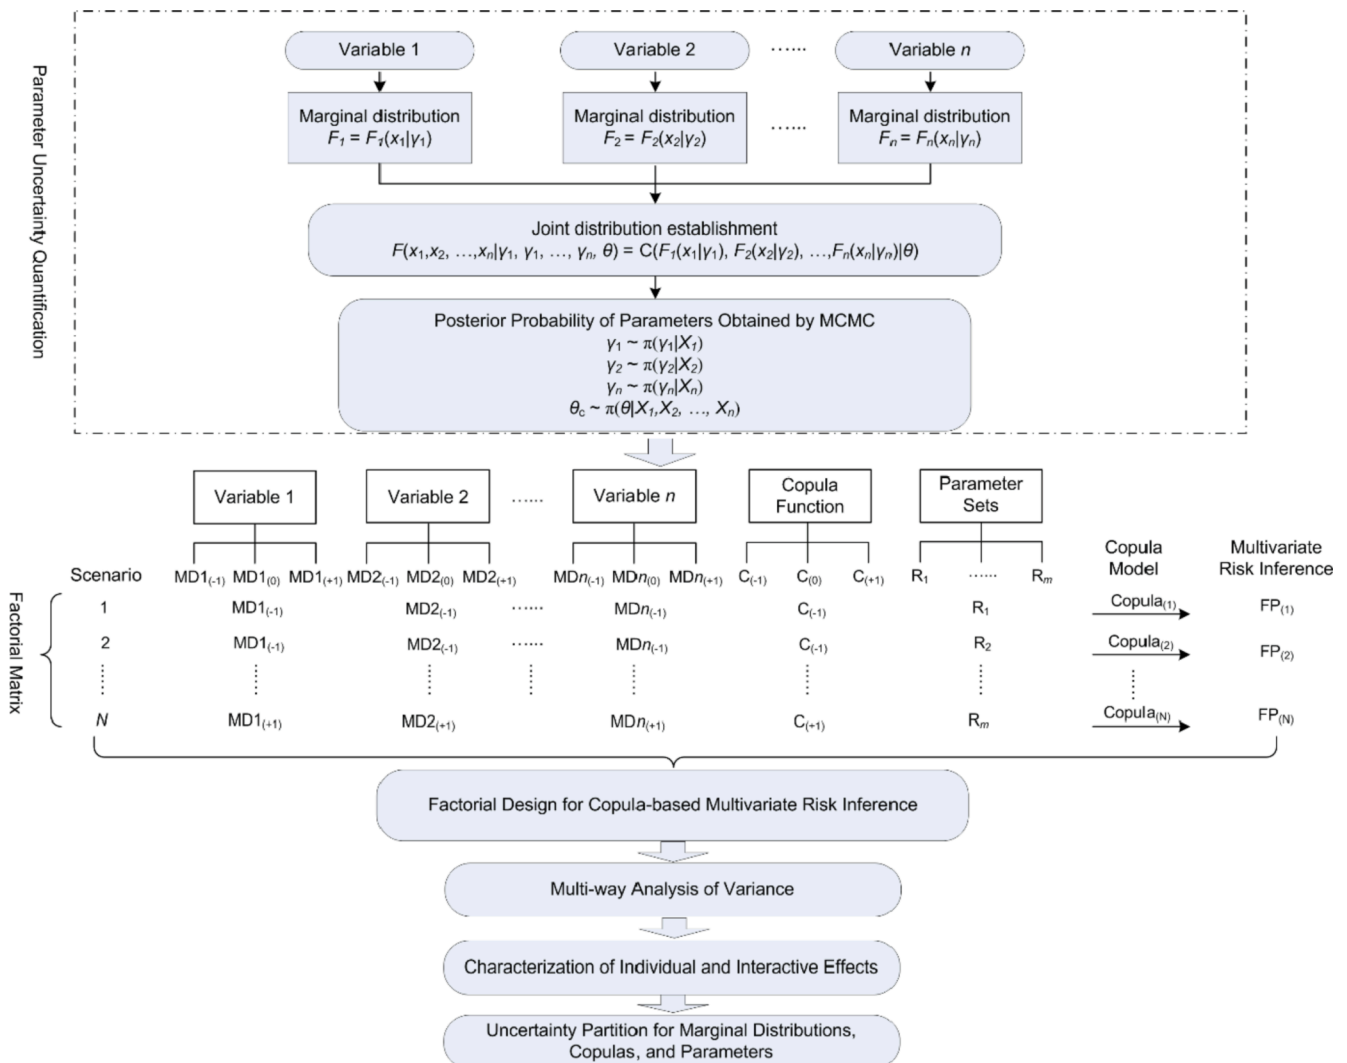 Parameter Uncertainty Quantification
Variable 1
Variable 2
......
Variable n
Marginal distribution
F₁ = F₁(x₁|γ₁)
Marginal distribution
F₂ = F₂(x₂|γ₂)
......
Marginal distribution
Fₙ = Fₙ(xₙ|γₙ)
Joint distribution establishment
F(x₁,x₂, …,xₙ|γ₁, γ₁, …, γₙ, θ) = C(F₁(x₁|γ₁), F₂(x₂|γ₂), …,Fₙ(xₙ|γₙ)|θ)
Posterior Probability of Parameters Obtained by MCMC
γ₁ ~ π(γ₁|X₁)
γ₂ ~ π(γ₂|X₂)
γₙ ~ π(γₙ|Xₙ)
θc ~ π(θ|X₁,X₂, …, Xₙ)
Variable 1
Variable 2
......
Variable n
Copula
Function
Parameter
Sets
Copula
Model
Multivariate
Risk Inference
Scenario
MD1(-1) MD1(0) MD1(+1) MD2(-1) MD2(0) MD2(+1) MDn(-1) MDn(0) MDn(+1) C(-1) C(0) C(+1) R₁ ...... Rm
Factorial Matrix
1 MD1(-1) MD2(-1) ...... MDn(-1) C(-1) R₁ Copula(1) FP(1)
2 MD1(-1) MD2(-1) ...... MDn(-1) C(-1) R₂ Copula(2) FP(2)
N MD1(+1) MD2(+1) MDn(+1) C(+1) Rm Copula(N) FP(N)
Factorial Design for Copula-based Multivariate Risk Inference
Multi-way Analysis of Variance
Characterization of Individual and Interactive Effects
Uncertainty Partition for Marginal Distributions,
Copulas, and Parameters